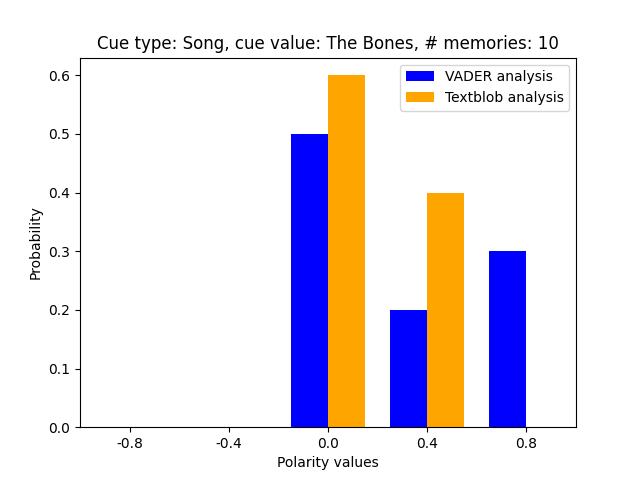 Cue type: Song, cue value: The Bones, # memories: 10
VADER analysis
Textblob analysis
0.6
0.5
0.4
0.3
0.2
0.1
0.0
Probability
-0.8 -0.4 0.0 0.4 0.8
Polarity values